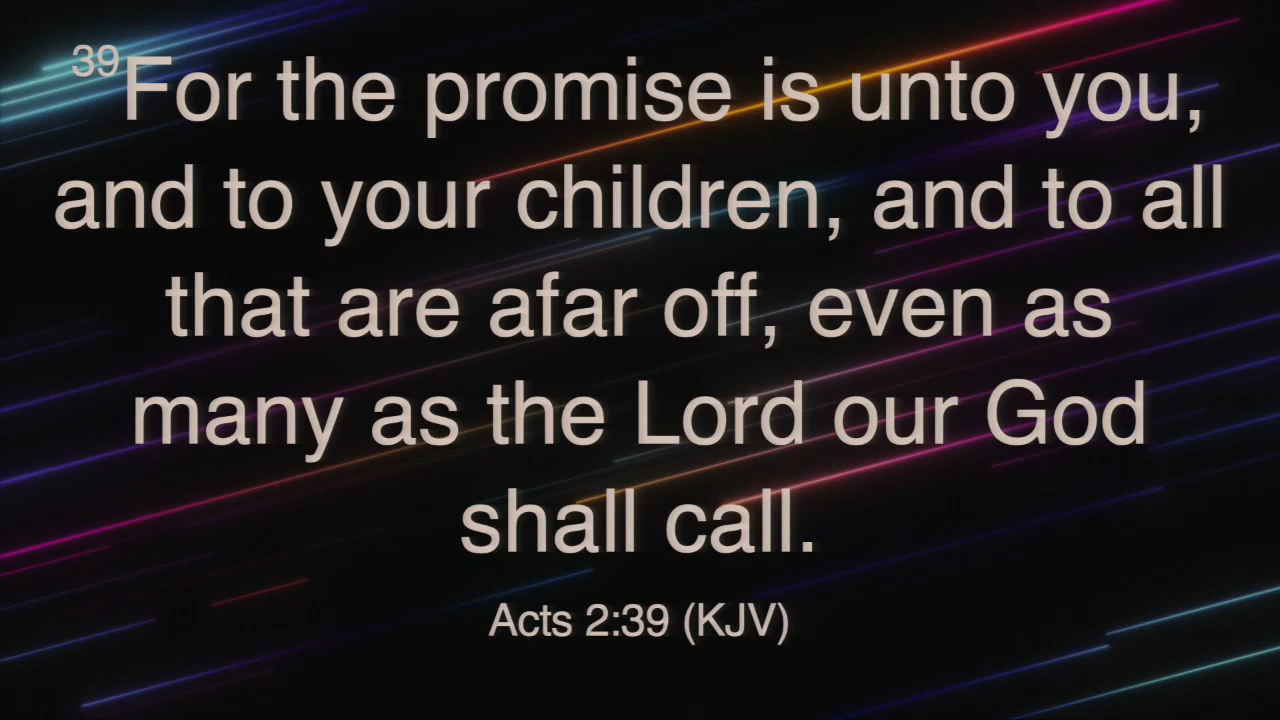 39For the promise is unto you,
and to your children, and to all
that are afar off, even as
many as the Lord our God
shall call.
Acts 2:39 (KJV)